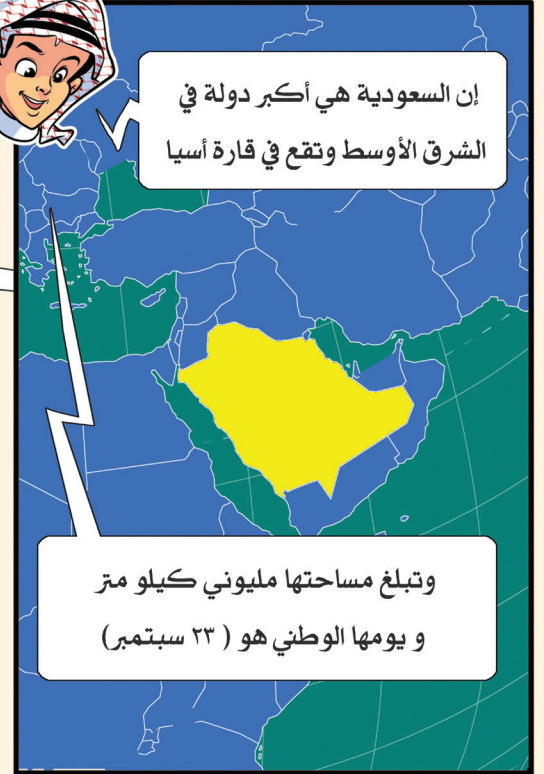 إن السعودية هي أكبر دولة في
الشرق الأوسط وتقع في قارة أسيا
وتبلغ مساحتها مليوني كيلو متر
و يومها الوطني هو ( ٢٣ سبتمبر)